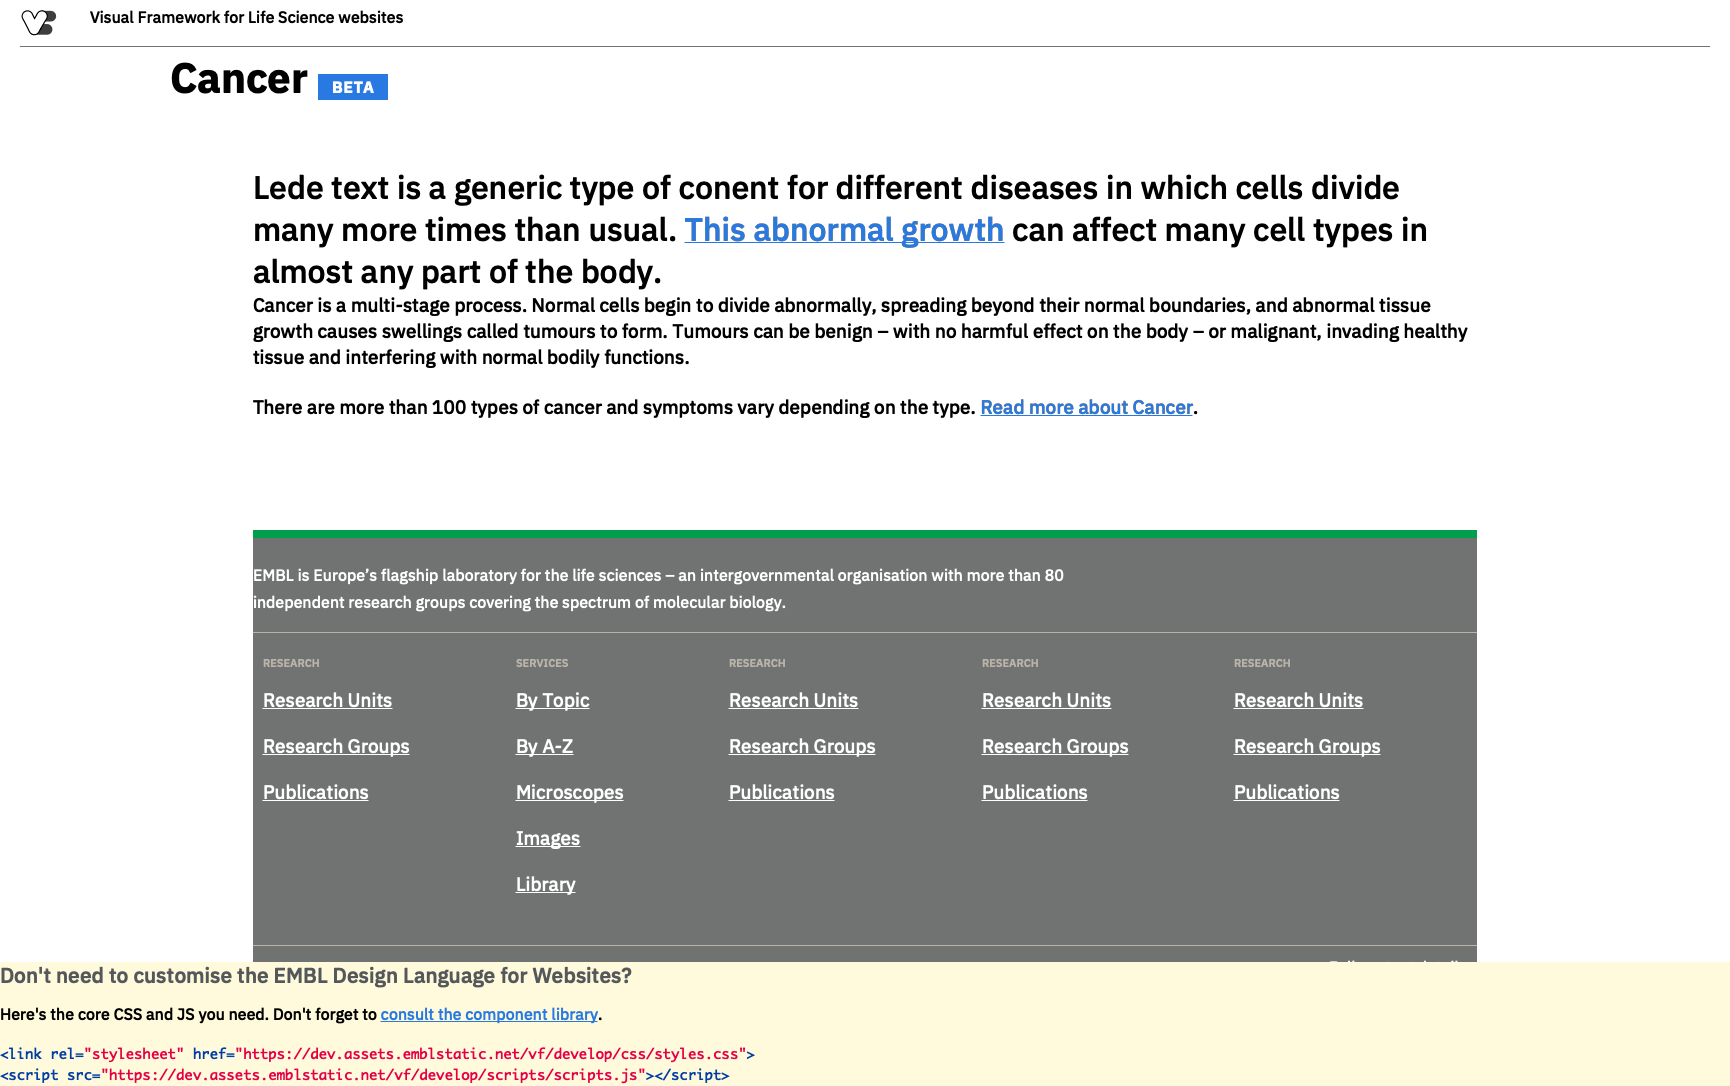 Visual Framework for Life Science websites
Cancer BETA
Lede text is a generic type of conent for different diseases in which cells divide
many more times than usual. This abnormal growth can affect many cell types in
almost any part of the body.
Cancer is a multi-stage process. Normal cells begin to divide abnormally, spreading beyond their normal boundaries, and abnormal tissue
growth causes swellings called tumours to form. Tumours can be benign – with no harmful effect on the body – or malignant, invading healthy
tissue and interfering with normal bodily functions.
There are more than 100 types of cancer and symptoms vary depending on the type. Read more about Cancer.
EMBL is Europe’s flagship laboratory for the life sciences – an intergovernmental organisation with more than 80
independent research groups covering the spectrum of molecular biology.
RESEARCH
Research Units
Research Groups
Publications
SERVICES
By Topic
By A-Z
Microscopes
Images
Library
RESEARCH
Research Units
Research Groups
Publications
RESEARCH
Research Units
Research Groups
Publications
RESEARCH
Research Units
Research Groups
Publications
Don't need to customise the EMBL Design Language for Websites?
Here's the core CSS and JS you need. Don't forget to consult the component library.
<link rel="stylesheet" href="https://dev.assets.emblstatic.net/vf/develop/css/styles.css">
<script src="https://dev.assets.emblstatic.net/vf/develop/scripts/scripts.js"></script>